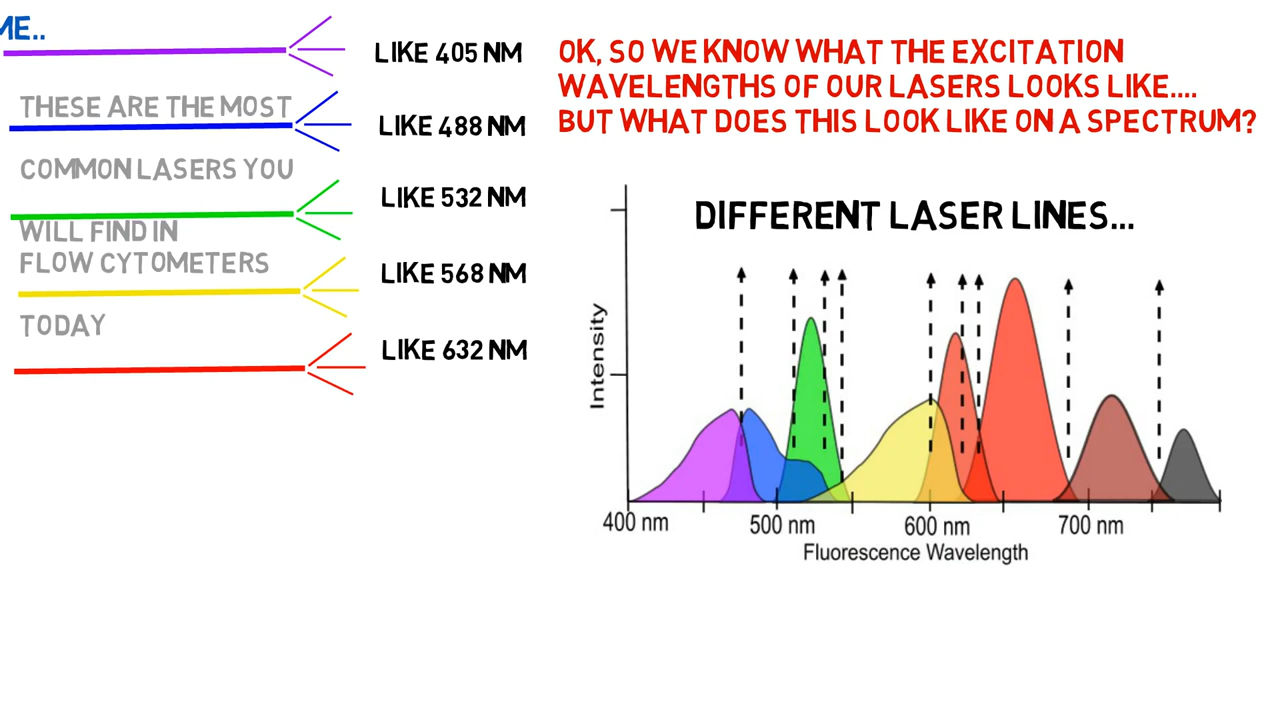 ME..
THESE ARE THE MOST
COMMON LASERS YOU
WILL FIND IN
FLOW CYTOMETERS
TODAY
LIKE 405 NM
LIKE 488 NM
LIKE 532 NM
LIKE 568 NM
LIKE 632 NM
OK, SO WE KNOW WHAT THE EXCITATION
WAVELENGTHS OF OUR LASERS LOOKS LIKE....
BUT WHAT DOES THIS LOOK LIKE ON A SPECTRUM?
DIFFERENT LASER LINES...
Intensity
400 nm
500 nm
600 nm
700 nm
Fluorescence Wavelength